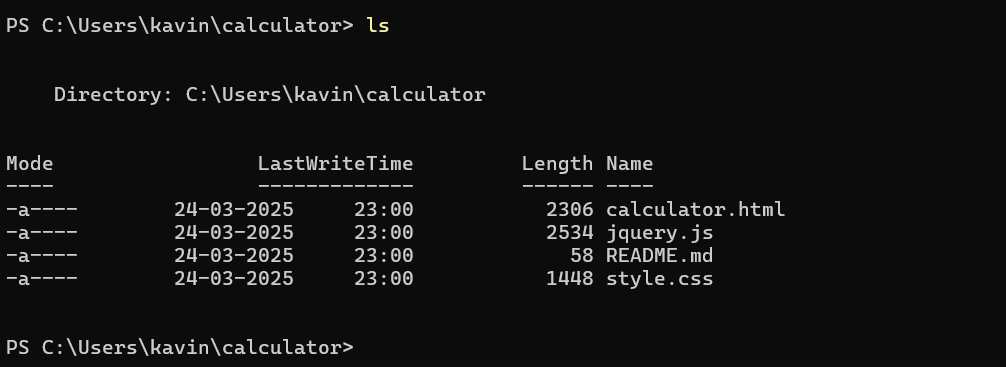 PS C:\Users\kavin\calculator> ls
Directory: C:\Users\kavin\calculator
Mode                 LastWriteTime         Length Name
----                 -------------         ------ ----
-a----        24-03-2025     23:00           2306 calculator.html
-a----        24-03-2025     23:00           2534 jquery.js
-a----        24-03-2025     23:00             58 README.md
-a----        24-03-2025     23:00           1448 style.css
PS C:\Users\kavin\calculator>